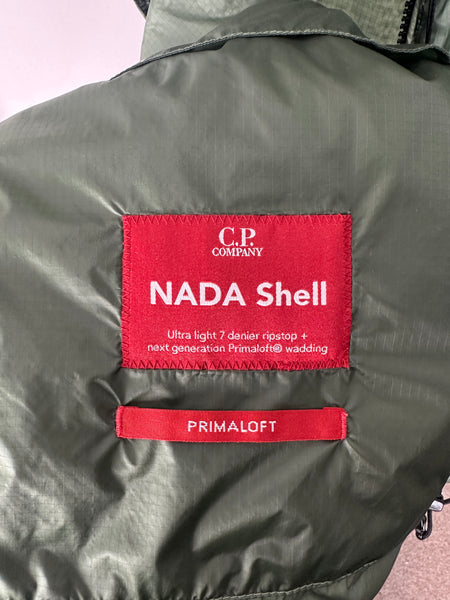 C.P.
COMPANY
NADA Shell
Ultra light 7 denier ripstop +
next generation Primaloft® wadding
PRIMALOFT